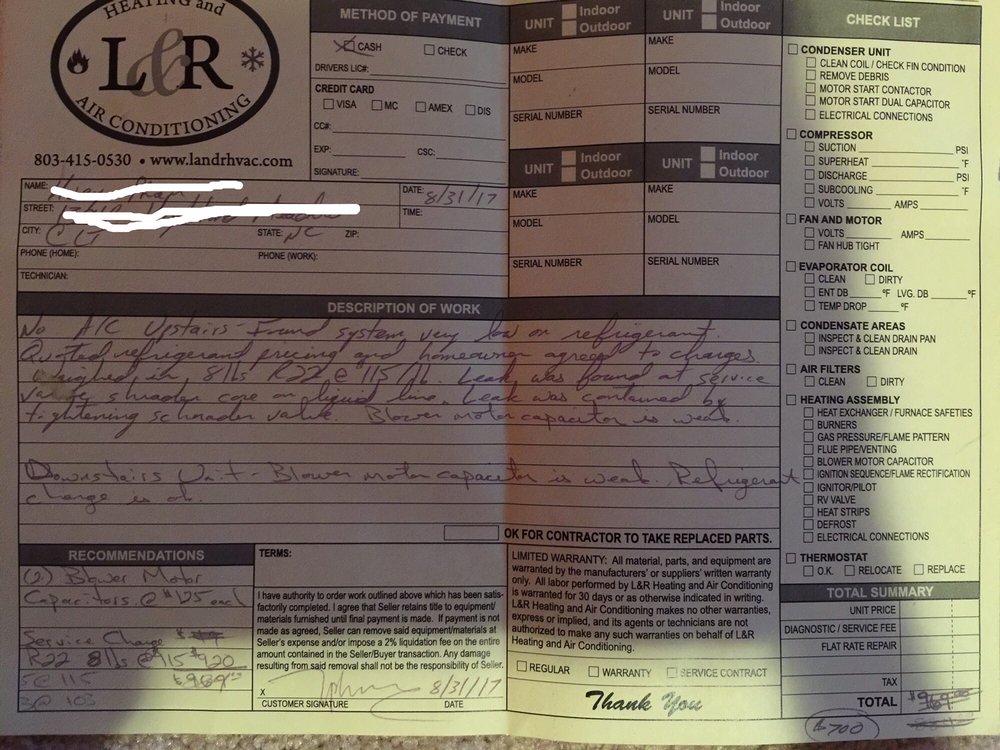 HEATING and
L&R
AIR CONDITIONING
803-415-0530 • www.landrhvac.com
METHOD OF PAYMENT
CASH CHECK
DRIVERS LIC#:
CREDIT CARD
VISA MC AMEX DIS
CC#:
EXP: CSC:
SIGNATURE:
NAME:
STREET:
CITY: STATE: ZIP:
DATE: 8/31/17
TIME:
PHONE (HOME): PHONE (WORK):
TECHNICIAN:
UNIT Indoor Outdoor
MAKE
MODEL
SERIAL NUMBER
UNIT Indoor Outdoor
MAKE
MODEL
SERIAL NUMBER
UNIT Indoor Outdoor
MAKE
MODEL
SERIAL NUMBER
UNIT Indoor Outdoor
MAKE
MODEL
SERIAL NUMBER
DESCRIPTION OF WORK
No A/C Upstairs - Found system very low on refrigerant.
Quoted refrigerant pricing and homeowner agreed to charges.
Weighed in 8 lbs R22 @ 115/lb. Leak was found at service
valve shrader core on liquid line. Leak was contained by
tightening schrader valve. Blower motor capacitor is weak.
Downstairs Unit - Blower motor capacitor is weak. Refrigerant
charge is ok.
OK FOR CONTRACTOR TO TAKE REPLACED PARTS.
RECOMMENDATIONS
(2) Blower Motor
Capacitors @ $125 each
Service Charge
R22 8 lbs @ 115 $920
5 @ 115
3 @ 103
TERMS:
I have authority to order work outlined above which has been satis-
factorily completed. I agree that Seller retains title to equipment/
materials furnished until final payment is made. If payment is not
made as agreed, Seller can remove said equipment/materials at
Seller's expense and/or impose a 2% liquidation fee on the entire
amount contained in the Seller/Buyer transaction. Any damage
resulting from said removal shall not be the responsibility of Seller.
X 8/31/17
CUSTOMER SIGNATURE DATE
LIMITED WARRANTY: All material, parts, and equipment are
warranted by the manufacturers' or suppliers' written warranty
only. All labor performed by L&R Heating and Air Conditioning
is warranted for 30 days or as otherwise indicated in writing.
L&R Heating and Air Conditioning makes no other warranties,
express or implied, and its agents or technicians are not
authorized to make any such warranties on behalf of L&R
Heating and Air Conditioning.
REGULAR WARRANTY SERVICE CONTRACT
Thank You
CHECK LIST
CONDENSER UNIT
CLEAN COIL / CHECK FIN CONDITION
REMOVE DEBRIS
MOTOR START CONTACTOR
MOTOR START DUAL CAPACITOR
ELECTRICAL CONNECTIONS
COMPRESSOR
SUCTION PSI
SUPERHEAT °F
DISCHARGE PSI
SUBCOOLING °F
VOLTS AMPS
FAN AND MOTOR
VOLTS AMPS
FAN HUB TIGHT
EVAPORATOR COIL
CLEAN DIRTY
ENT DB °F LVG. DB °F
TEMP DROP °F
CONDENSATE AREAS
INSPECT & CLEAN DRAIN PAN
INSPECT & CLEAN DRAIN
AIR FILTERS
CLEAN DIRTY
HEATING ASSEMBLY
HEAT EXCHANGER / FURNACE SAFETIES
BURNERS
GAS PRESSURE/FLAME PATTERN
FLUE PIPE/VENTING
BLOWER MOTOR CAPACITOR
IGNITION SEQUENCE/FLAME RECTIFICATION
IGNITOR/PILOT
RV VALVE
HEAT STRIPS
DEFROST
ELECTRICAL CONNECTIONS
THERMOSTAT
O.K. RELOCATE REPLACE
TOTAL SUMMARY
UNIT PRICE
DIAGNOSTIC / SERVICE FEE
FLAT RATE REPAIR
TAX
TOTAL
$700